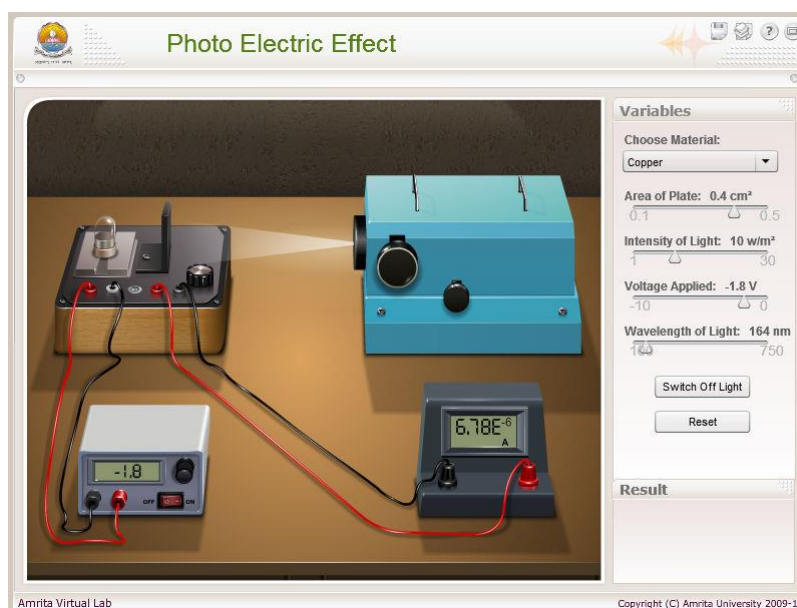 Photo Electric Effect
Variables
Choose Material:
Copper
Area of Plate: 0.4 cm²
0.1 0.5
Intensity of Light: 10 w/m²
1 30
Voltage Applied: -1.8 V
-10 0
Wavelength of Light: 164 nm
750
Switch Off Light
Reset
6.78E-6
A
-1.8
OFF ON
Result
Amrita Virtual Lab
Copyright (C) Amrita University 2009-1